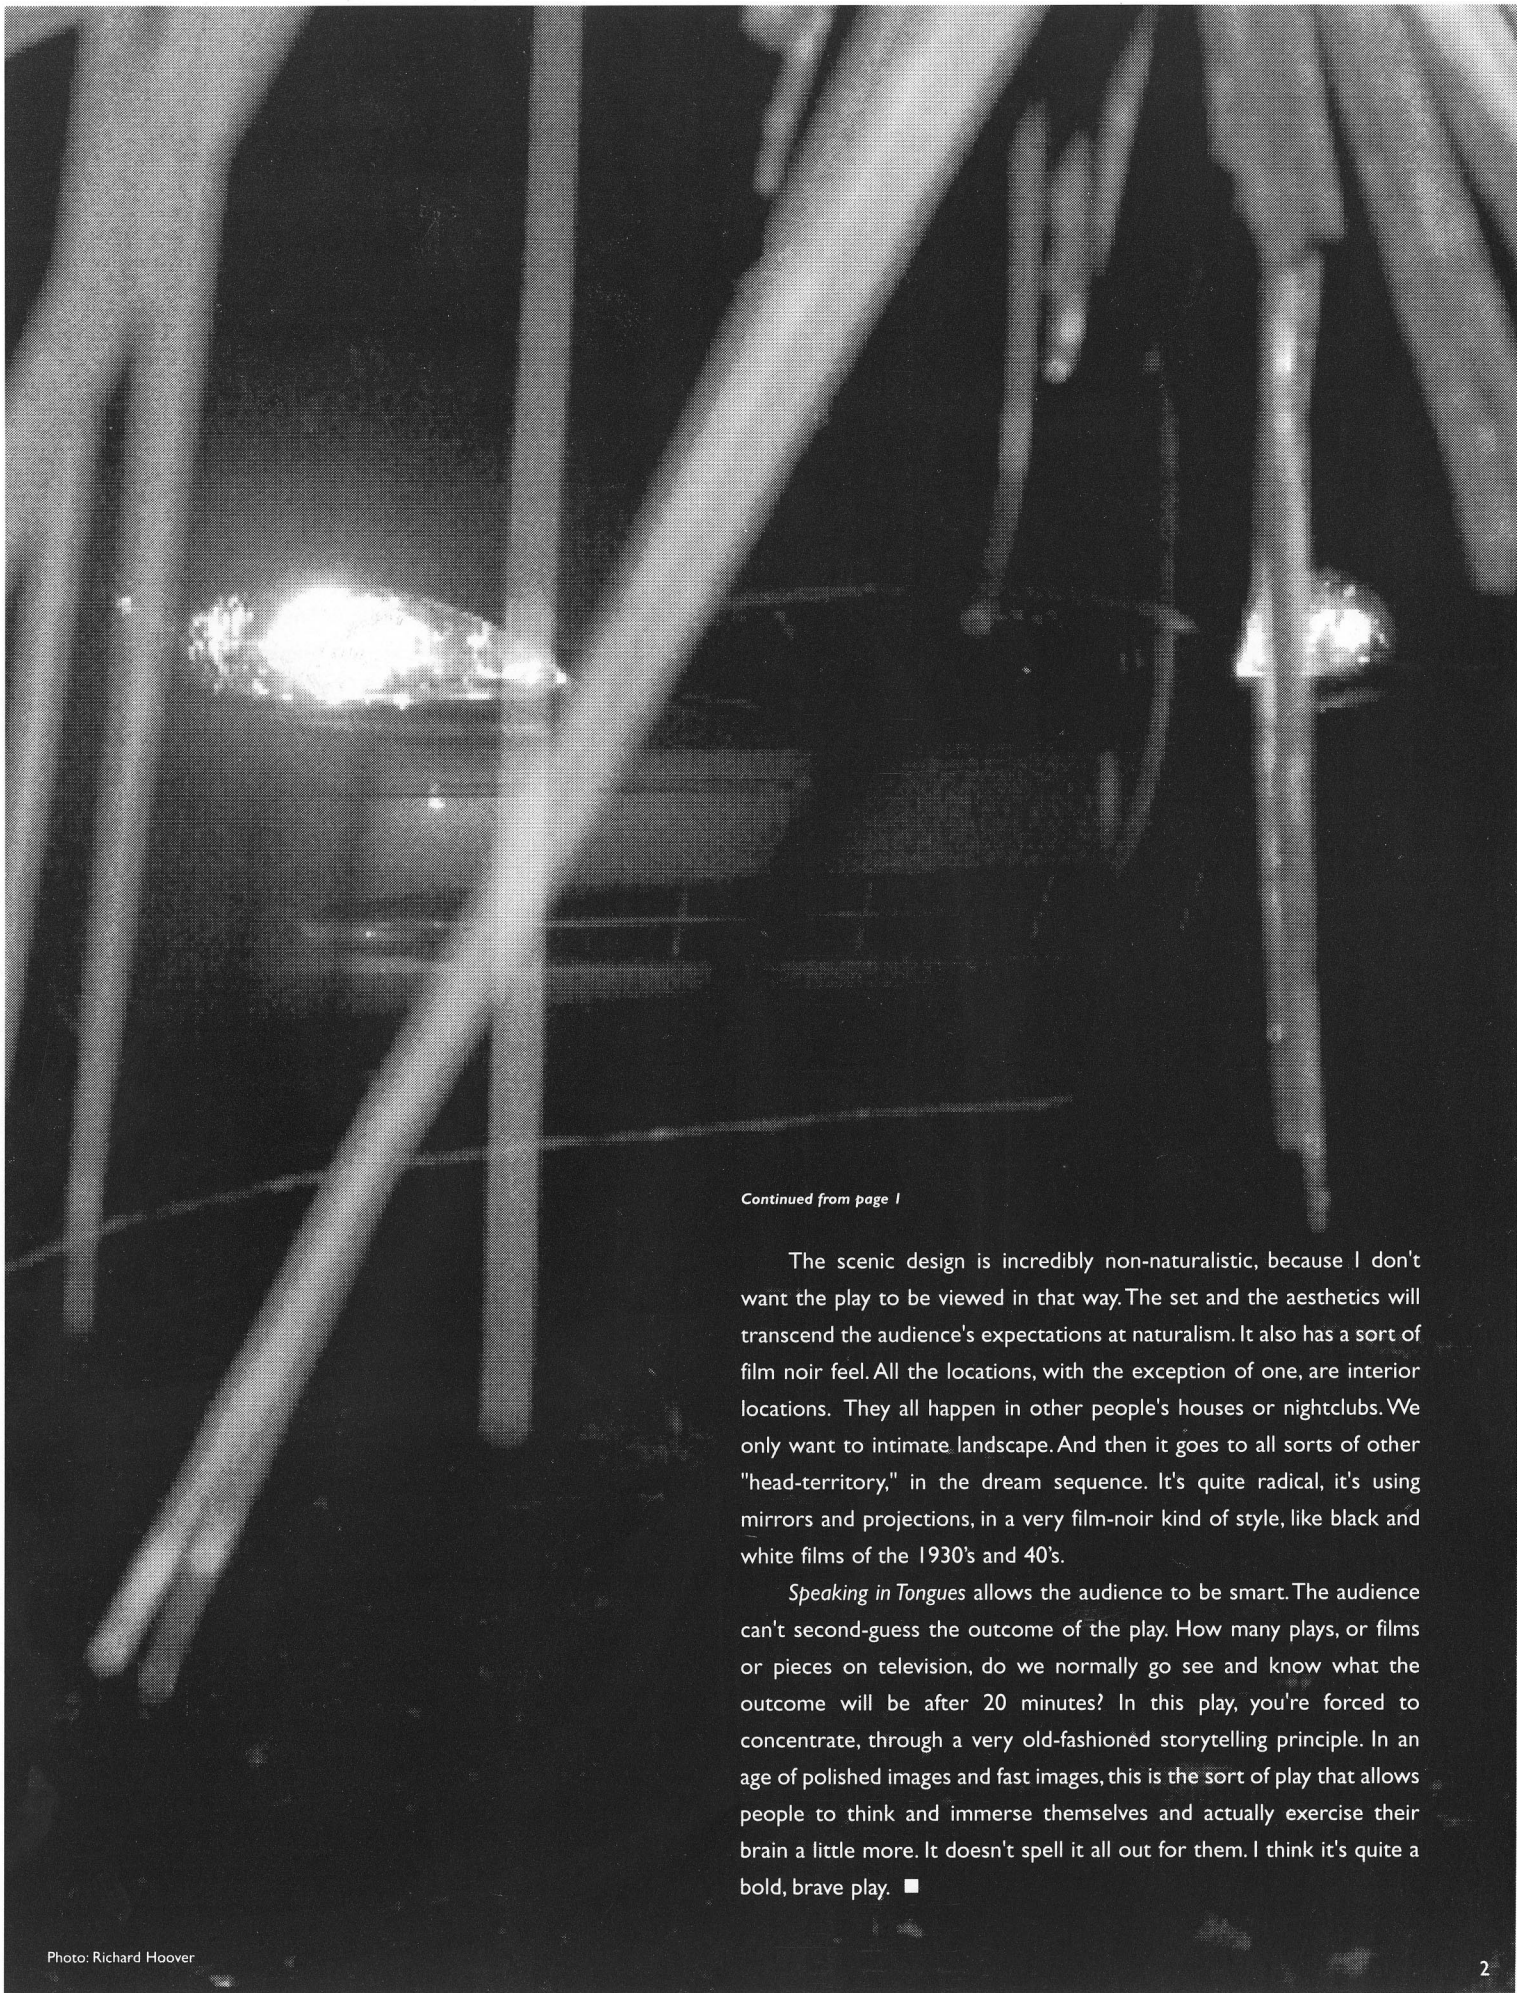 Continued from page 1
The scenic design is incredibly non-naturalistic, because I don't
want the play to be viewed in that way. The set and the aesthetics will
transcend the audience's expectations at naturalism. It also has a sort of
film noir feel. All the locations, with the exception of one, are interior
locations. They all happen in other people's houses or nightclubs. We
only want to intimate landscape. And then it goes to all sorts of other
"head-territory," in the dream sequence. It's quite radical, it's using
mirrors and projections, in a very film-noir kind of style, like black and
white films of the 1930's and 40's.
Speaking in Tongues allows the audience to be smart. The audience
can't second-guess the outcome of the play. How many plays, or films
or pieces on television, do we normally go see and know what the
outcome will be after 20 minutes? In this play, you're forced to
concentrate, through a very old-fashioned storytelling principle. In an
age of polished images and fast images, this is the sort of play that allows
people to think and immerse themselves and actually exercise their
brain a little more. It doesn't spell it all out for them. I think it's quite a
bold, brave play. ■
Photo: Richard Hoover
2